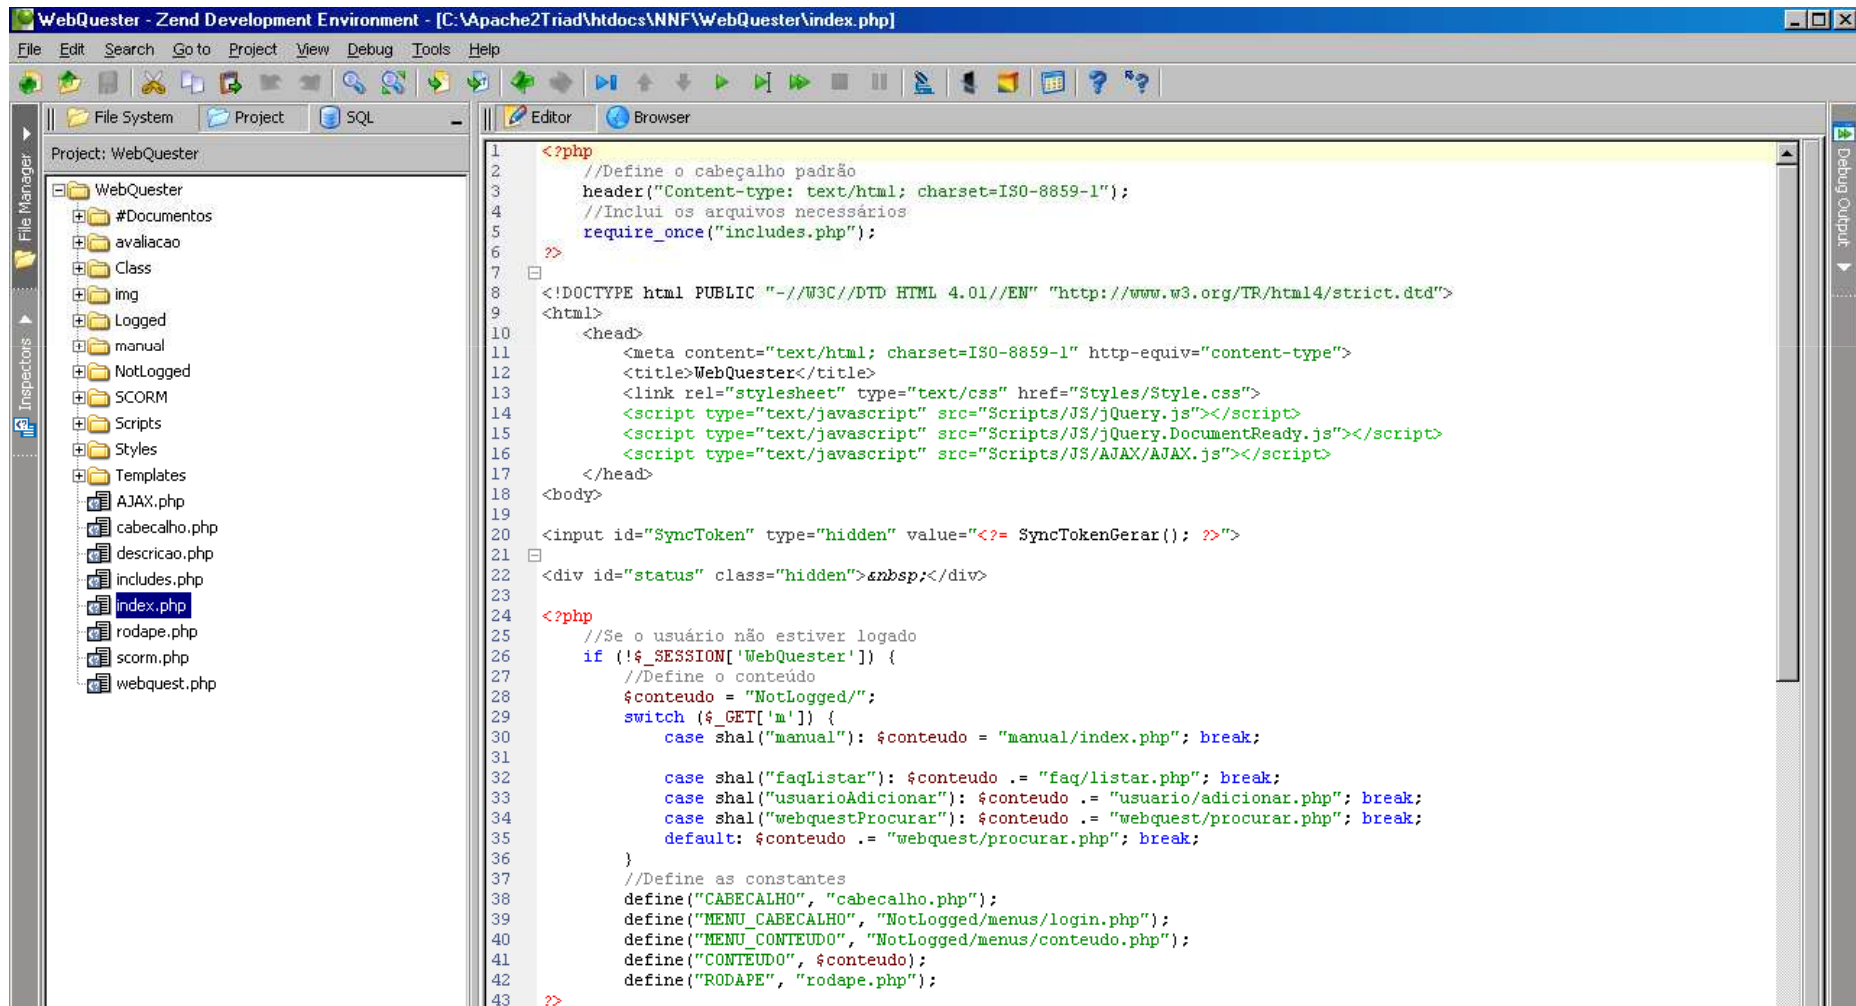 WebQuester - Zend Development Environment - [C:\Apache2Triad\htdocs\NNF\WebQuester\index.php]
File Edit Search Go to Project View Debug Tools Help
File System Project SQL
Editor Browser
File Manager
Inspectors
Debug Output
Project: WebQuester
WebQuester
#Documentos
avaliacao
Class
img
Logged
manual
NotLogged
SCORM
Scripts
Styles
Templates
AJAX.php
cabecalho.php
descricao.php
includes.php
index.php
rodape.php
scorm.php
webquest.php
1 <?php
2 //Define o cabeçalho padrão
3 header("Content-type: text/html; charset=ISO-8859-1");
4 //Inclui os arquivos necessários
5 require_once("includes.php");
6 ?>
7
8 <!DOCTYPE html PUBLIC "-//W3C//DTD HTML 4.01//EN" "http://www.w3.org/TR/html4/strict.dtd">
9 <html>
10 <head>
11 <meta content="text/html; charset=ISO-8859-1" http-equiv="content-type">
12 <title>WebQuester</title>
13 <link rel="stylesheet" type="text/css" href="Styles/Style.css">
14 <script type="text/javascript" src="Scripts/JS/jQuery.js"></script>
15 <script type="text/javascript" src="Scripts/JS/jQuery.DocumentReady.js"></script>
16 <script type="text/javascript" src="Scripts/JS/AJAX/AJAX.js"></script>
17 </head>
18 <body>
19
20 <input id="SyncToken" type="hidden" value="<?= SyncTokenGerar(); ?>">
21
22 <div id="status" class="hidden">&nbsp;</div>
23
24 <?php
25 //Se o usuário não estiver logado
26 if (!$_SESSION['WebQuester']) {
27 //Define o conteúdo
28 $conteudo = "NotLogged/";
29 switch ($_GET['m']) {
30 case sha1("manual"): $conteudo = "manual/index.php"; break;
31
32 case sha1("faqListar"): $conteudo .= "faq/listar.php"; break;
33 case sha1("usuarioAdicionar"): $conteudo .= "usuario/adicionar.php"; break;
34 case sha1("webquestProcurar"): $conteudo .= "webquest/procurar.php"; break;
35 default: $conteudo .= "webquest/procurar.php"; break;
36 }
37 //Define as constantes
38 define("CABECALHO", "cabecalho.php");
39 define("MENU_CABECALHO", "NotLogged/menus/login.php");
40 define("MENU_CONTEUDO", "NotLogged/menus/conteudo.php");
41 define("CONTEUDO", $conteudo);
42 define("RODAPE", "rodape.php");
43 ?>